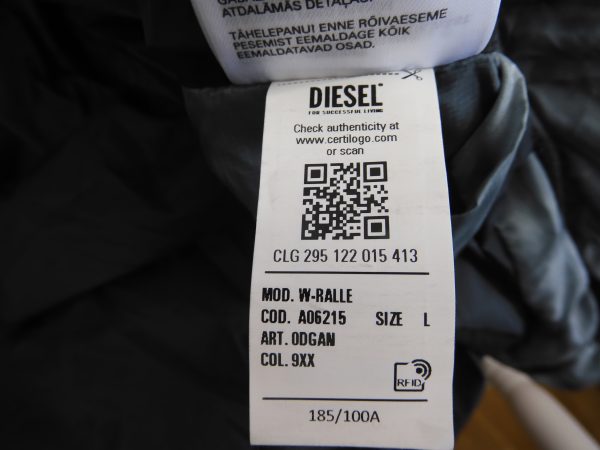 ATDALĀMĀS DETAĻAS.
TÄHELEPANU! ENNE RÕIVAESEME
PESEMIST EEMALDAGE KÕIK
EEMALDATAVAD OSAD.
DIESEL
FOR SUCCESSFUL LIVING
Check authenticity at
www.certilogo.com
or scan
CLG 295 122 015 413
MOD. W-RALLE
COD. A06215 SIZE L
ART. 0DGAN
COL. 9XX
RFID
185/100A